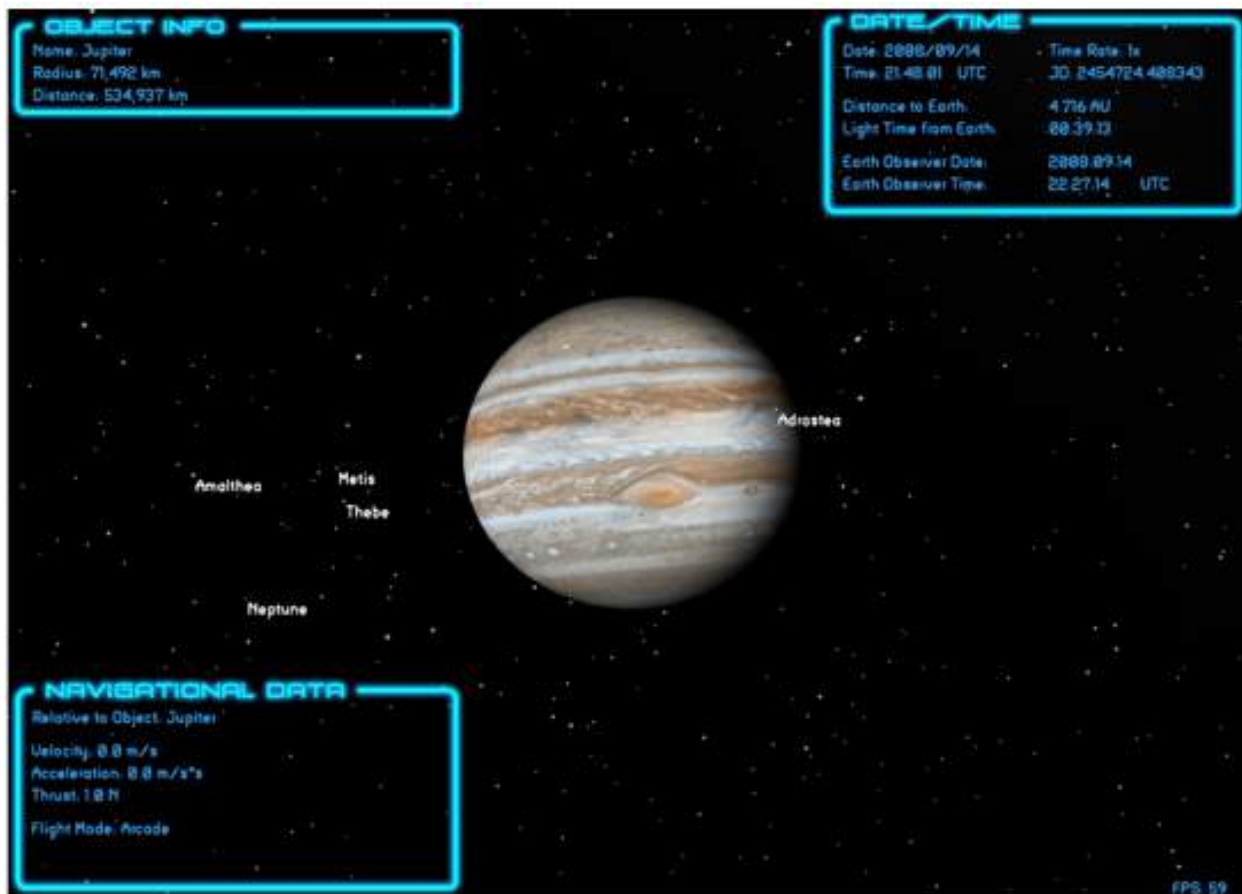 OBJECT INFO
Name: Jupiter
Radius: 71,492 km
Distance: 534,937 km
DATE/TIME
Date: 2008/09/14 Time Rate: 1x
Time: 21:48:01 UTC JD: 2454724.408343
Distance to Earth: 4.716 AU
Light Time from Earth: 00:39:13
Earth Observer Date: 2008.09.14
Earth Observer Time: 22:27:14 UTC
Adrastea
Amalthea
Metis
Thebe
Neptune
NAVIGATIONAL DATA
Relative to Object: Jupiter
Velocity: 0.0 m/s
Acceleration: 0.0 m/s*s
Thrust: 1.0 N
Flight Mode: Arcade
FPS: 59